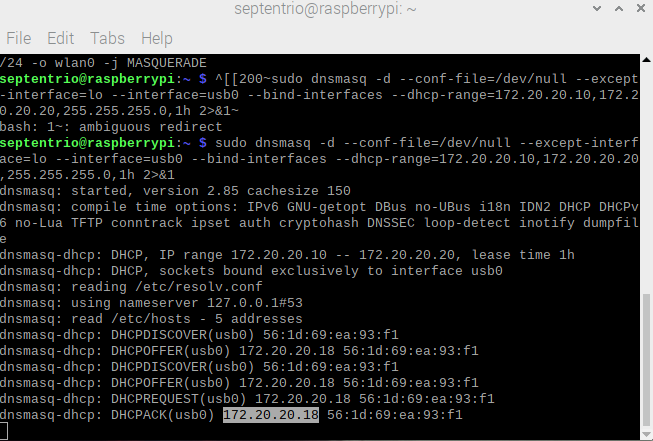 septentrio@raspberrypi: ~
File Edit Tabs Help
/24 -o wlan0 -j MASQUERADE
septentrio@raspberrypi:~ $ ^[[200~sudo dnsmasq -d --conf-file=/dev/null --except
-interface=lo --interface=usb0 --bind-interfaces --dhcp-range=172.20.20.10,172.2
0.20.20,255.255.255.0,1h 2>&1~
bash: 1~: ambiguous redirect
septentrio@raspberrypi:~ $ sudo dnsmasq -d --conf-file=/dev/null --except-interf
ace=lo --interface=usb0 --bind-interfaces --dhcp-range=172.20.20.10,172.20.20.20
,255.255.255.0,1h 2>&1
dnsmasq: started, version 2.85 cachesize 150
dnsmasq: compile time options: IPv6 GNU-getopt DBus no-UBus i18n IDN2 DHCP DHCPv
6 no-Lua TFTP conntrack ipset auth cryptohash DNSSEC loop-detect inotify dumpfil
e
dnsmasq-dhcp: DHCP, IP range 172.20.20.10 -- 172.20.20.20, lease time 1h
dnsmasq-dhcp: DHCP, sockets bound exclusively to interface usb0
dnsmasq: reading /etc/resolv.conf
dnsmasq: using nameserver 127.0.0.1#53
dnsmasq: read /etc/hosts - 5 addresses
dnsmasq-dhcp: DHCPDISCOVER(usb0) 56:1d:69:ea:93:f1
dnsmasq-dhcp: DHCPOFFER(usb0) 172.20.20.18 56:1d:69:ea:93:f1
dnsmasq-dhcp: DHCPDISCOVER(usb0) 56:1d:69:ea:93:f1
dnsmasq-dhcp: DHCPOFFER(usb0) 172.20.20.18 56:1d:69:ea:93:f1
dnsmasq-dhcp: DHCPREQUEST(usb0) 172.20.20.18 56:1d:69:ea:93:f1
dnsmasq-dhcp: DHCPACK(usb0) 172.20.20.18 56:1d:69:ea:93:f1